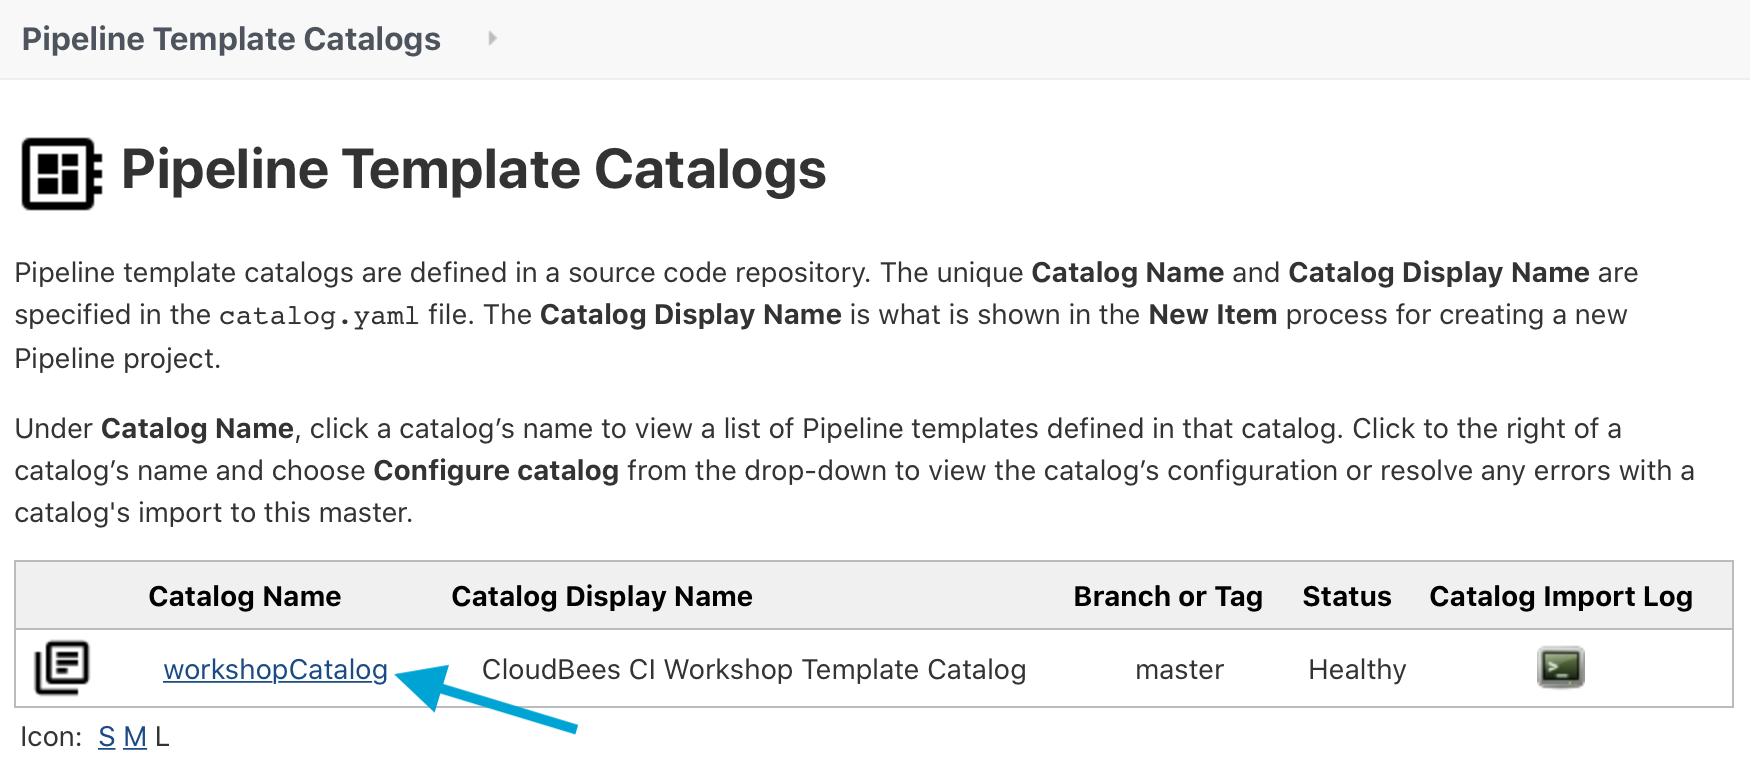 Pipeline Template Catalogs
Pipeline Template Catalogs
Pipeline template catalogs are defined in a source code repository. The unique Catalog Name and Catalog Display Name are
specified in the catalog.yaml file. The Catalog Display Name is what is shown in the New Item process for creating a new
Pipeline project.
Under Catalog Name, click a catalog’s name to view a list of Pipeline templates defined in that catalog. Click to the right of a
catalog’s name and choose Configure catalog from the drop-down to view the catalog’s configuration or resolve any errors with a
catalog's import to this master.
Catalog Name Catalog Display Name Branch or Tag Status Catalog Import Log
workshopCatalog CloudBees CI Workshop Template Catalog master Healthy
Icon: S M L